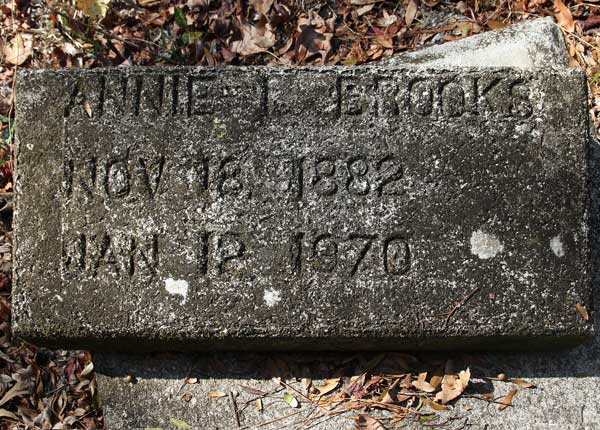 ANNIE BROOKS
NOV 18, 1882
JAN 12 1970